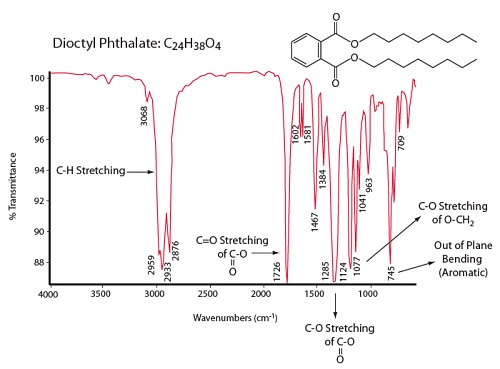 Dioctyl Phthalate: C24H38O4
O
O
O
O
% Transmittance
100
98
96
94
92
90
88
3068
C-H Stretching
2959
2933
2876
C=O Stretching
of C-O
O
1726
1602
1581
1467
1384
1285
1124
1077
1041
963
745
709
C-O Stretching
of O-CH2
Out of Plane
Bending
(Aromatic)
4000
3500
3000
2500
2000
1500
1000
Wavenumbers (cm-1)
C-O Stretching
of C-O
O